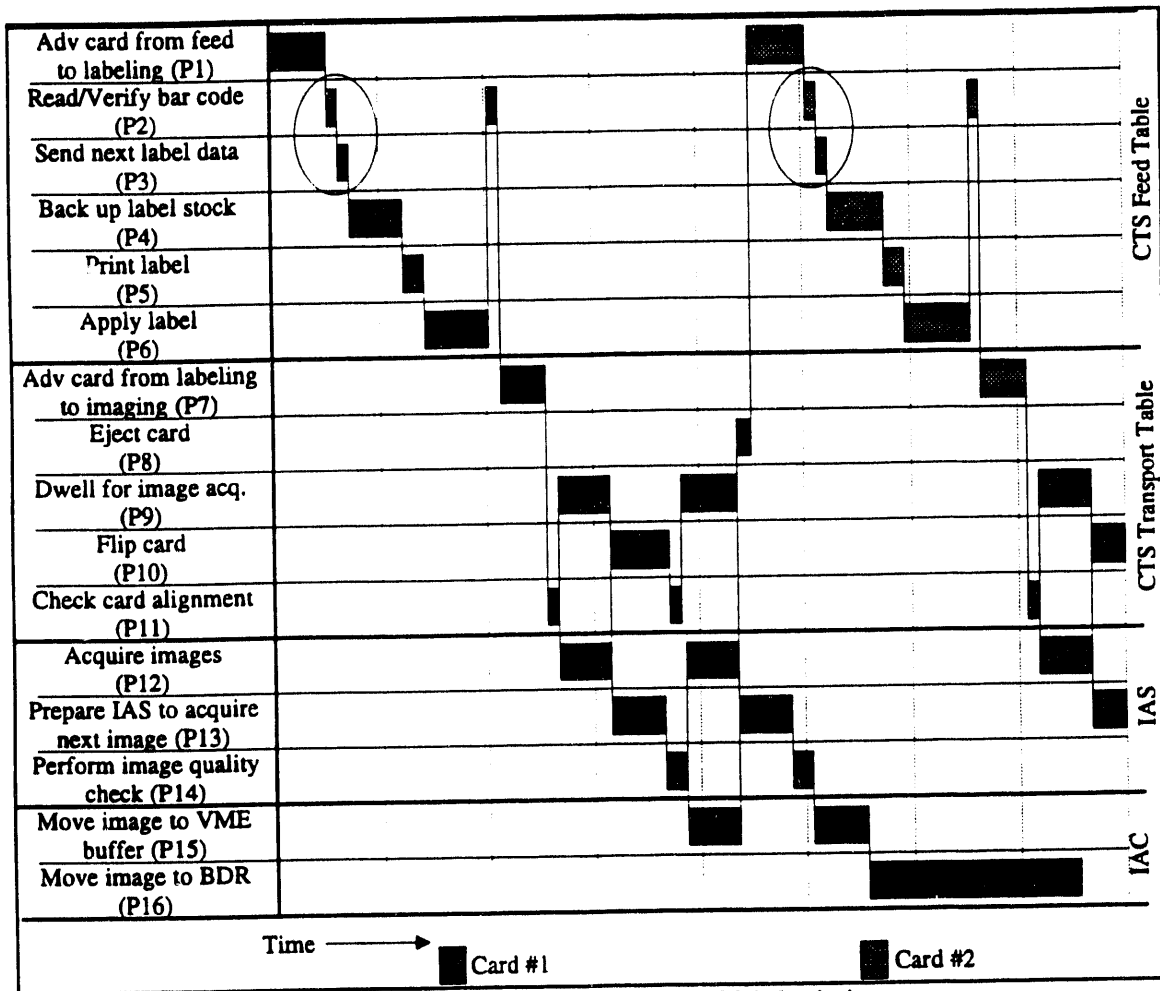 Adv card from feed
to labeling (P1)
Read/Verify bar code
(P2)
Send next label data
(P3)
Back up label stock
(P4)
Print label
(P5)
Apply label
(P6)
CTS Feed Table
Adv card from labeling
to imaging (P7)
Eject card
(P8)
Dwell for image acq.
(P9)
Flip card
(P10)
Check card alignment
(P11)
CTS Transport Table
Acquire images
(P12)
Prepare IAS to acquire
next image (P13)
Perform image quality
check (P14)
IAS
Move image to VME
buffer (P15)
Move image to BDR
(P16)
IAC
Time
Card #1
Card #2